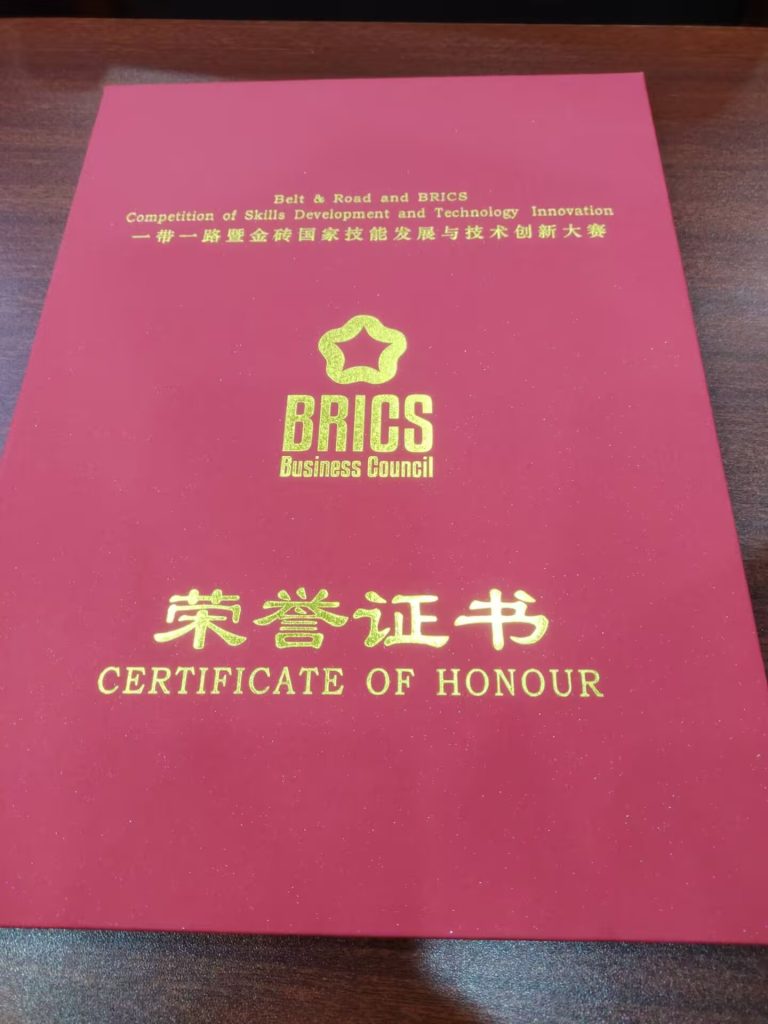 Belt & Road and BRICS
Competition of Skills Development and Technology Innovation
一带一路暨金砖国家技能发展与技术创新大赛
BRICS
Business Council
荣誉证书
CERTIFICATE OF HONOUR